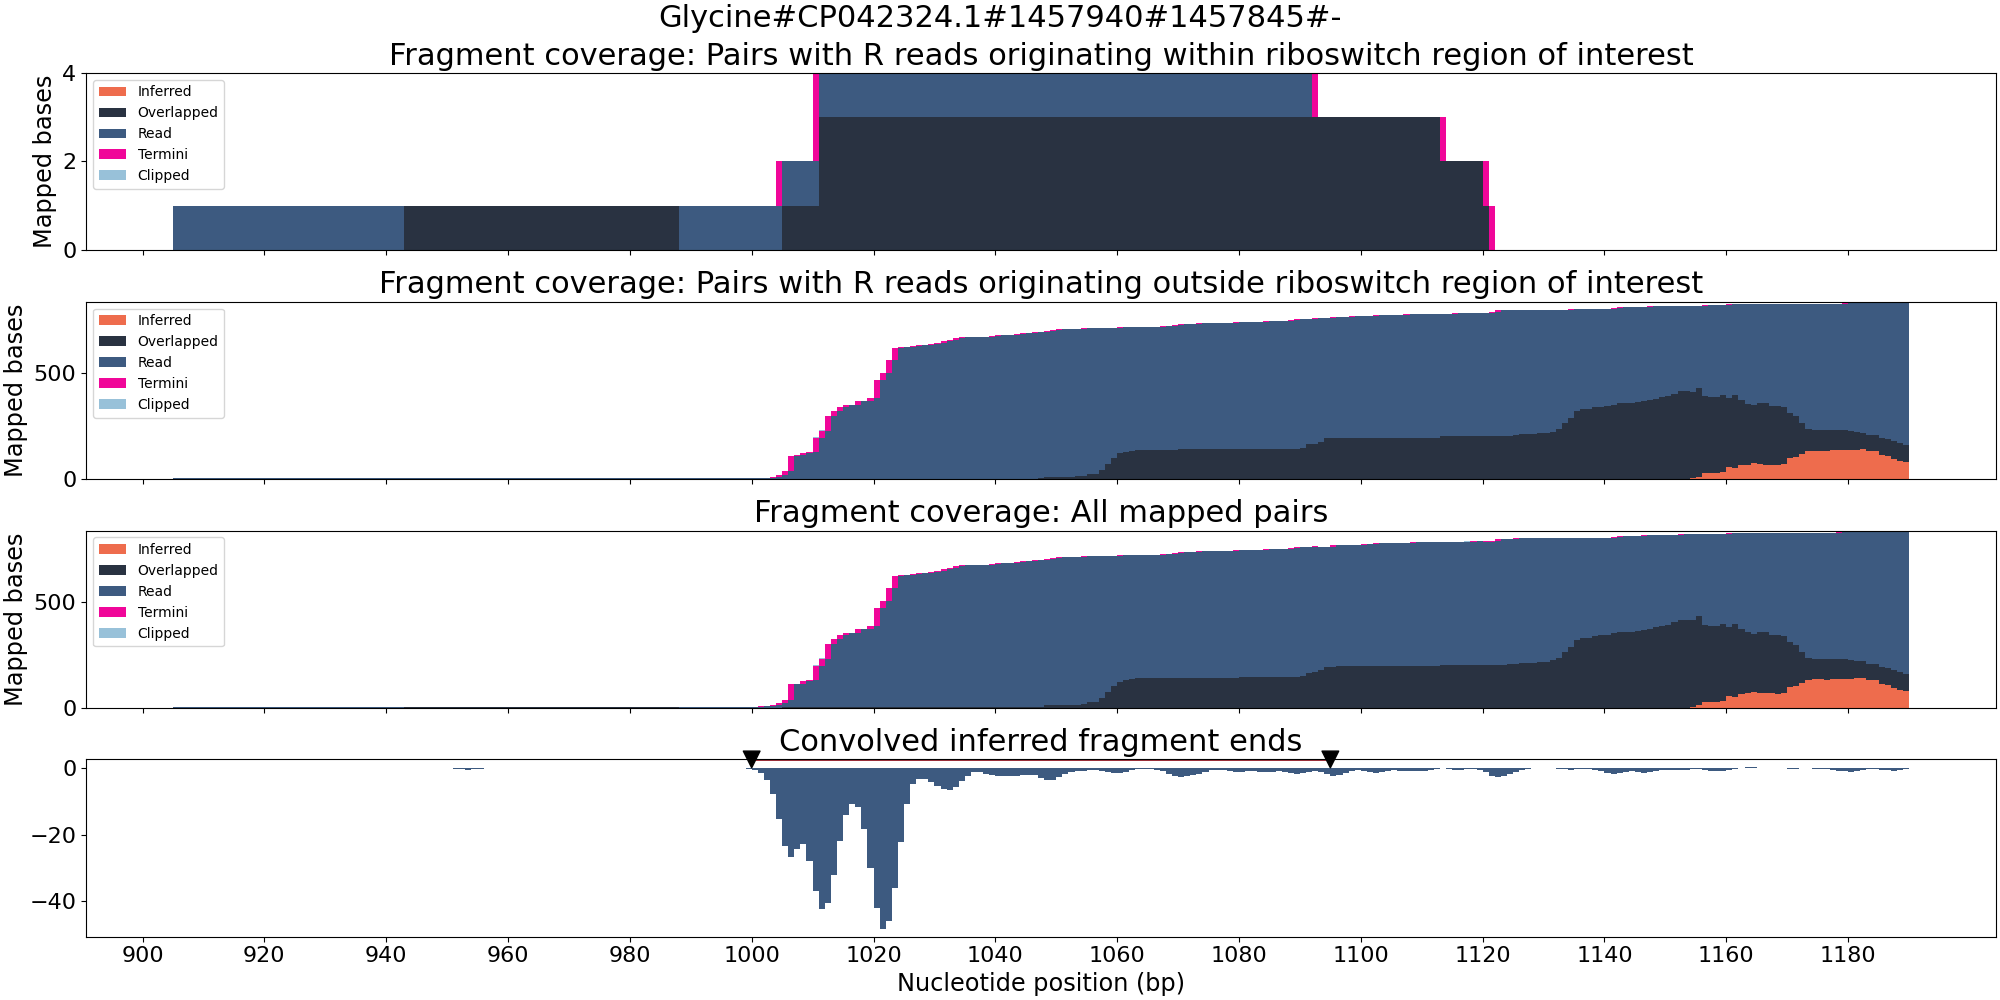 Glycine#CP042324.1#1457940#1457845#-
Fragment coverage: Pairs with R reads originating within riboswitch region of interest
Mapped bases
4
2
0
Inferred
Overlapped
Read
Termini
Clipped
Fragment coverage: Pairs with R reads originating outside riboswitch region of interest
Mapped bases
500
0
Inferred
Overlapped
Read
Termini
Clipped
Fragment coverage: All mapped pairs
Mapped bases
500
0
Inferred
Overlapped
Read
Termini
Clipped
Convolved inferred fragment ends
0
−20
−40
900 920 940 960 980 1000 1020 1040 1060 1080 1100 1120 1140 1160 1180
Nucleotide position (bp)